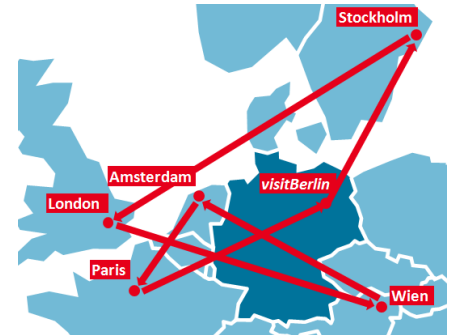 Stockholm
Amsterdam
visitBerlin
London
Paris
Wien